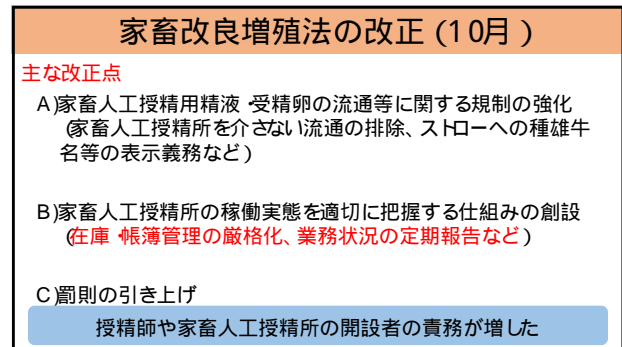 家畜改良増殖法の改正(10月)
主な改正点
A)家畜人工授精用精液・受精卵の流通等に関する規制の強化
(家畜人工授精所を介さない流通の排除、ストローへの種雄牛
名等の表示義務など)
B)家畜人工授精所の稼働実態を適切に把握する仕組みの創設
(在庫・帳簿管理の厳格化、業務状況の定期報告など)
C)罰則の引き上げ
授精師や家畜人工授精所の開設者の責務が増した